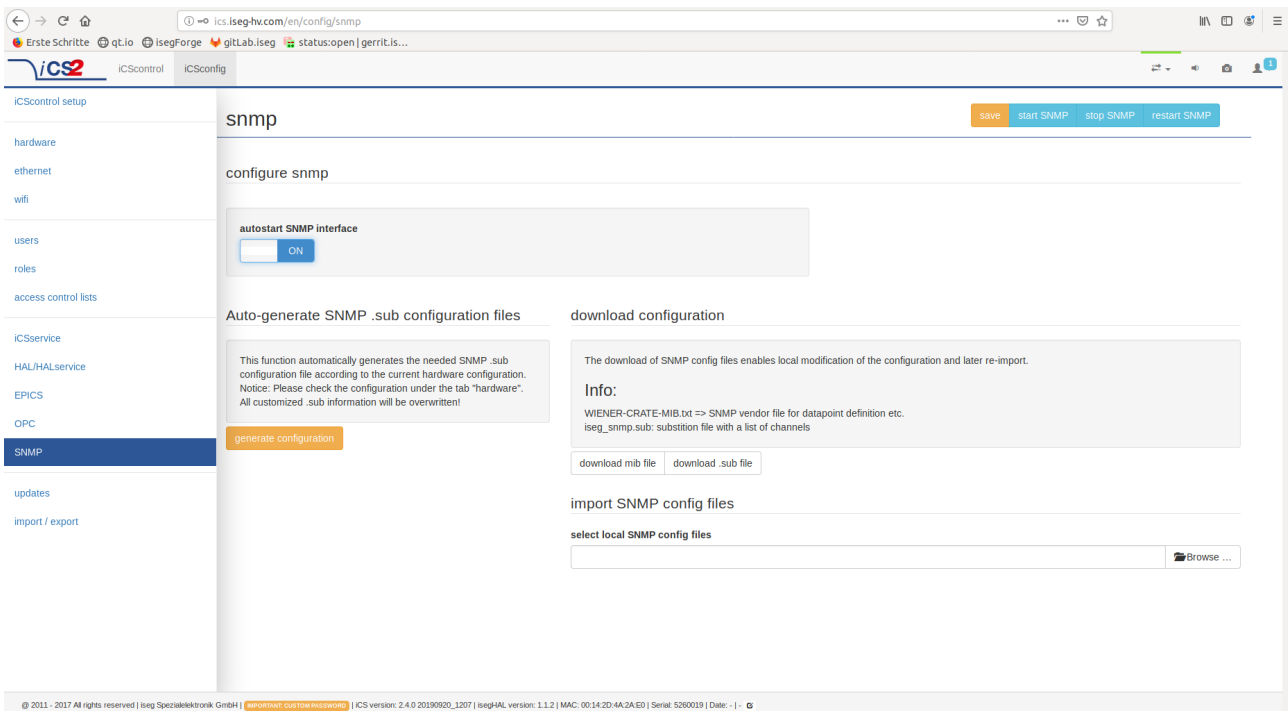 ics.iseg-hv.com/en/config/snmp
Erste Schritte qt.io isegForge gitLab.iseg status:open | gerrit.is...
iCS2 iCScontrol iCSconfig 1
iCScontrol setup
hardware
ethernet
wifi
users
roles
access control lists
iCSservice
HAL/HALservice
EPICS
OPC
SNMP
updates
import / export
snmp
save start SNMP stop SNMP restart SNMP
configure snmp
autostart SNMP interface
ON
Auto-generate SNMP .sub configuration files
This function automatically generates the needed SNMP .sub
configuration file according to the current hardware configuration.
Notice: Please check the configuration under the tab "hardware".
All customized .sub information will be overwritten!
generate configuration
download configuration
The download of SNMP config files enables local modification of the configuration and later re-import.
Info:
WIENER-CRATE-MIB.txt => SNMP vendor file for datapoint definition etc.
iseg_snmp.sub: substition file with a list of channels
download mib file download .sub file
import SNMP config files
select local SNMP config files
Browse ...
@ 2011 - 2017 All rights reserved | iseg Spezialelektronik GmbH | IMPORTANT: CUSTOM PASSWORD | iCS version: 2.4.0 20190920_1207 | isegHAL version: 1.1.2 | MAC: 00:14:2D:4A:2A:E0 | Serial: 5260019 | Date: - | -